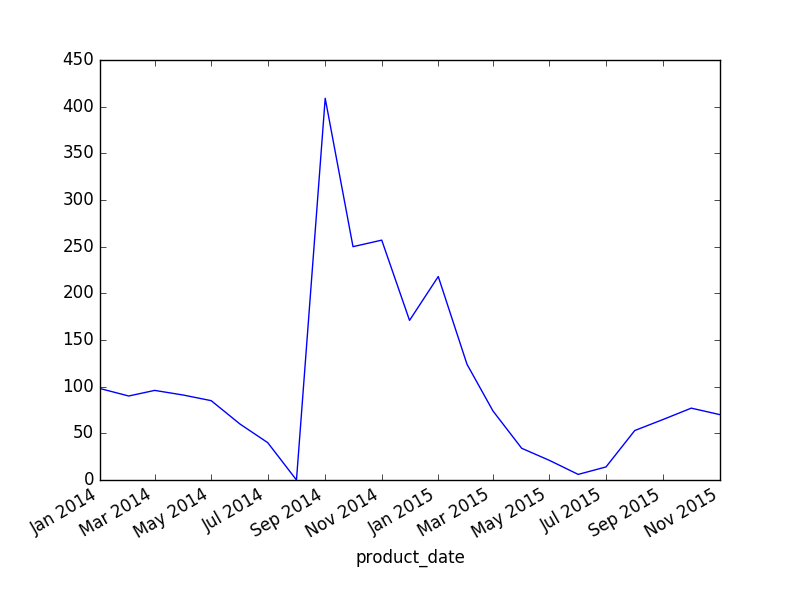 450
400
350
300
250
200
150
100
50
0
Jan 2014
Mar 2014
May 2014
Jul 2014
Sep 2014
Nov 2014
Jan 2015
Mar 2015
May 2015
Jul 2015
Sep 2015
Nov 2015
product_date